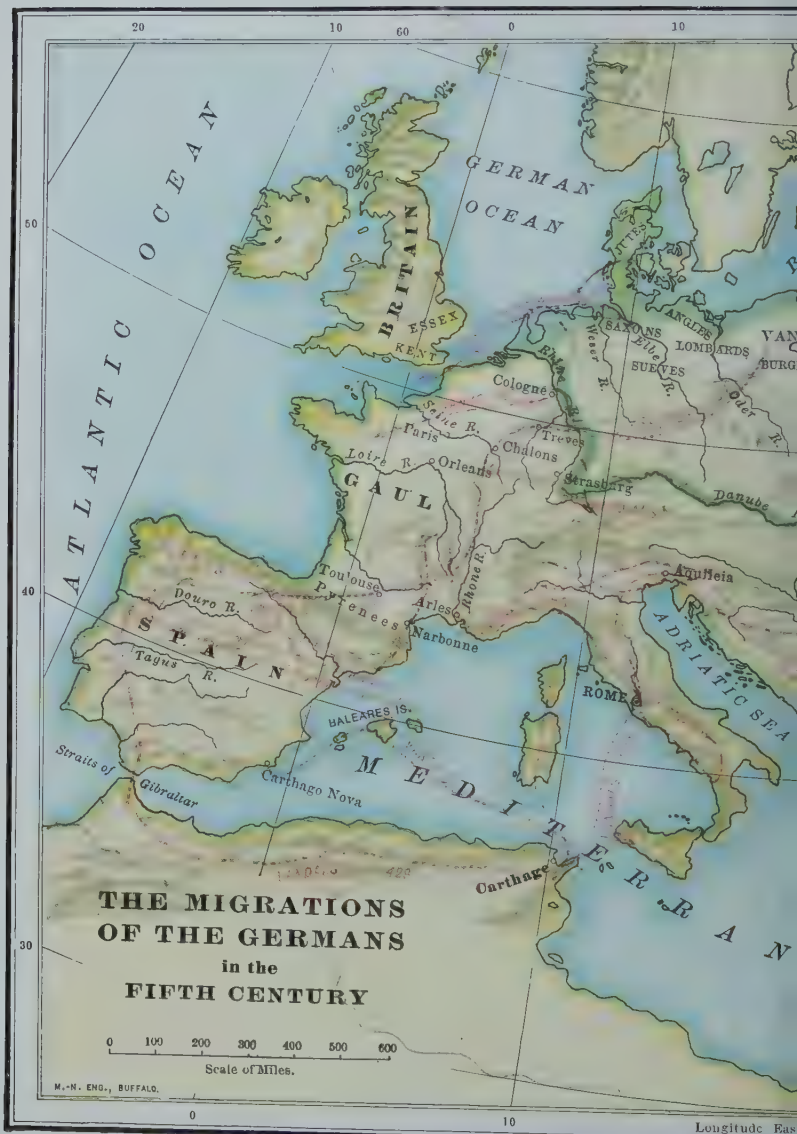 20
10
60
0
10
ATLANTIC OCEAN
GERMAN
OCEAN
50
BRITAIN
ESSEX
KENT
JUTES
ANGLES
SAXONS
LOMBARDS
SUEVES
VAN
BURG
Weser R.
Elbe R.
Oder R.
Rhine R.
Cologne
Treves
Seine R.
Paris
Chalons
Loire R.
Orleans
Strasburg
Danube
GAUL
Rhone R.
Toulouse
Pyrenees
Arles
Narbonne
Aquileia
40
Douro R.
SPAIN
Tagus R.
ADRIATIC SEA
ROME
BALEARES IS.
MEDITERRAN
Straits of
Gibraltar
Carthago Nova
429
Carthage
THE MIGRATIONS
OF THE GERMANS
in the
FIFTH CENTURY
30
0 100 200 300 400 500 600
Scale of Miles.
M.-N. ENG., BUFFALO.
0
10
Longitude Eas